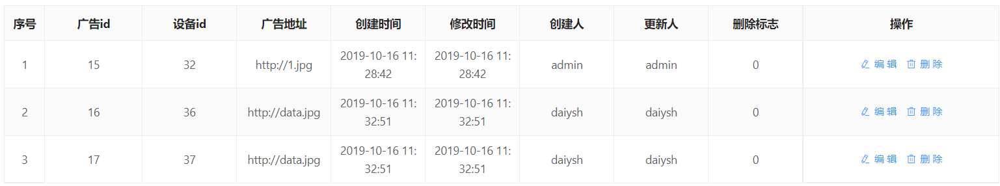 序号 广告id 设备id 广告地址 创建时间 修改时间 创建人 更新人 删除标志 操作
1 15 32 http://1.jpg 2019-10-16 11: 2019-10-16 11: admin admin 0 编辑 删除
28:42 28:42
2 16 36 http://data.jpg 2019-10-16 11: 2019-10-16 11: daiysh daiysh 0 编辑 删除
32:51 32:51
3 17 37 http://data.jpg 2019-10-16 11: 2019-10-16 11: daiysh daiysh 0 编辑 删除
32:51 32:51